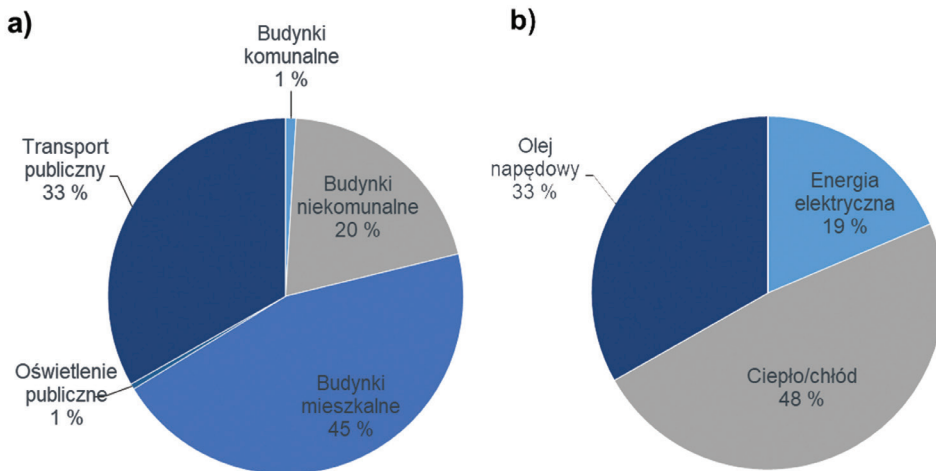 a)
Budynki
komunalne
1 %
Transport
publiczny
33 %
Budynki
niekomunalne
20 %
Oświetlenie
publiczne
1 %
Budynki
mieszkalne
45 %
b)
Olej
napędowy
33 %
Energia
elektryczna
19 %
Ciepło/chłód
48 %